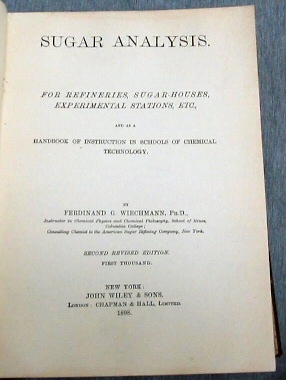 SUGAR ANALYSIS.
FOR REFINERIES, SUGAR-HOUSES,
EXPERIMENTAL STATIONS, ETC.,
AND AS A
HANDBOOK OF INSTRUCTION IN SCHOOLS OF CHEMICAL
TECHNOLOGY.
BY
FERDINAND G. WIECHMANN, PH.D.,
Instructor in Chemical Physics and Chemical Philosophy, School of Mines,
Columbia College;
Consulting Chemist to the American Sugar Refining Company, New York.
SECOND REVISED EDITION.
FIRST THOUSAND.
NEW YORK:
JOHN WILEY & SONS.
LONDON: CHAPMAN & HALL, LIMITED.
1898.